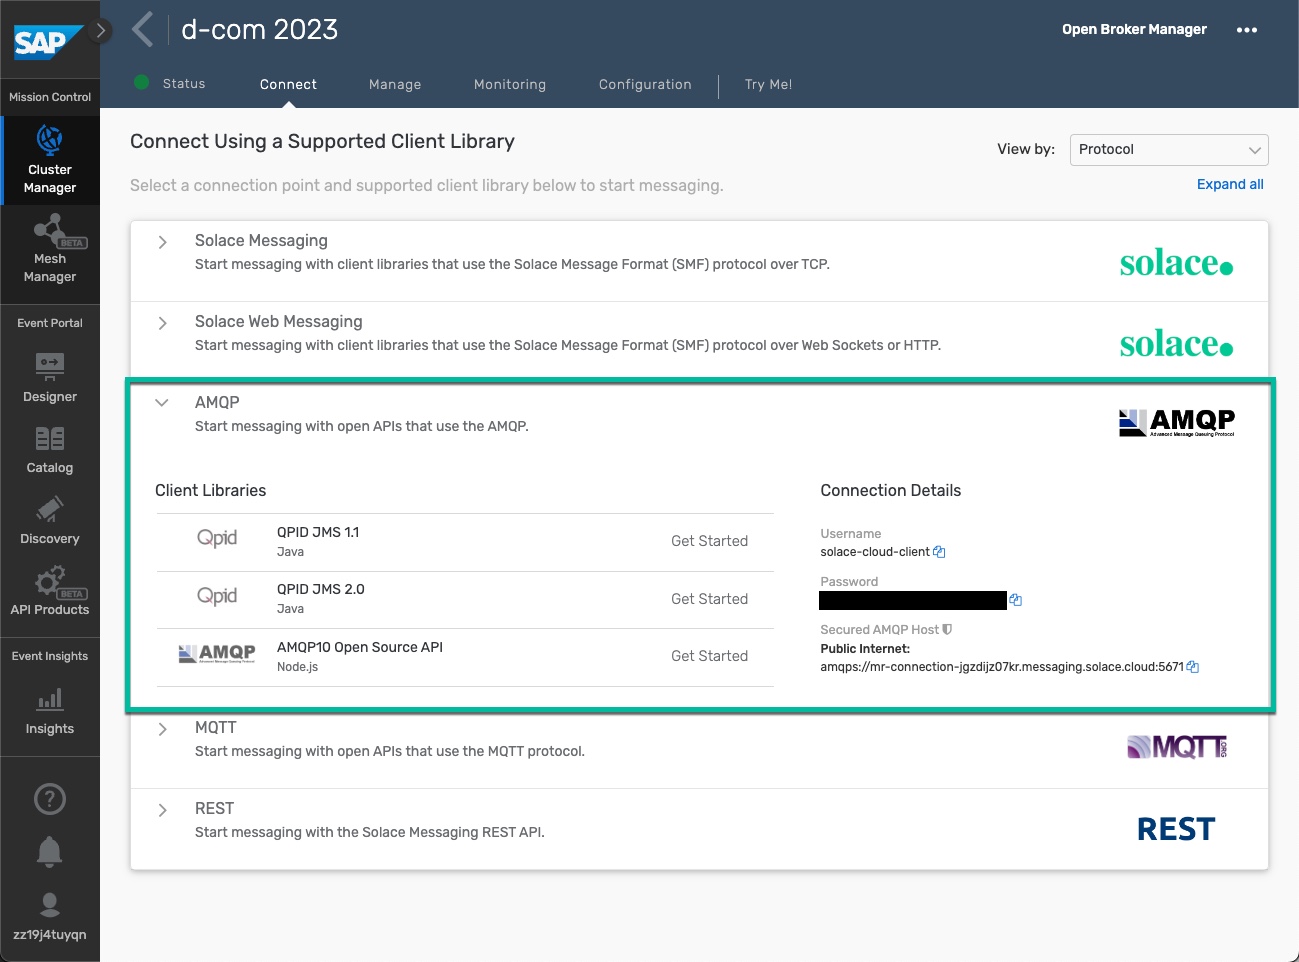 SAP
d-com 2023
Open Broker Manager
Status
Connect
Manage
Monitoring
Configuration
Try Me!
Mission Control
Cluster
Manager
BETA
Mesh
Manager
Event Portal
Designer
Catalog
Discovery
BETA
API Products
Event Insights
Insights
?
zz19j4tuyqn
Connect Using a Supported Client Library
View by:
Protocol
Select a connection point and supported client library below to start messaging.
Expand all
Solace Messaging
Start messaging with client libraries that use the Solace Message Format (SMF) protocol over TCP.
solace.
Solace Web Messaging
Start messaging with client libraries that use the Solace Message Format (SMF) protocol over Web Sockets or HTTP.
solace.
AMQP
Start messaging with open APIs that use the AMQP.
AMQP
Advanced Message Queuing Protocol
Client Libraries
Qpid
QPID JMS 1.1
Java
Get Started
Qpid
QPID JMS 2.0
Java
Get Started
AMQP
Advanced Message Queuing Protocol
AMQP10 Open Source API
Node.js
Get Started
Connection Details
Username
solace-cloud-client
Password
Secured AMQP Host
Public Internet:
amqps://mr-connection-jgzdijz07kr.messaging.solace.cloud:5671
MQTT
Start messaging with open APIs that use the MQTT protocol.
MQTT.ORG
REST
Start messaging with the Solace Messaging REST API.
REST